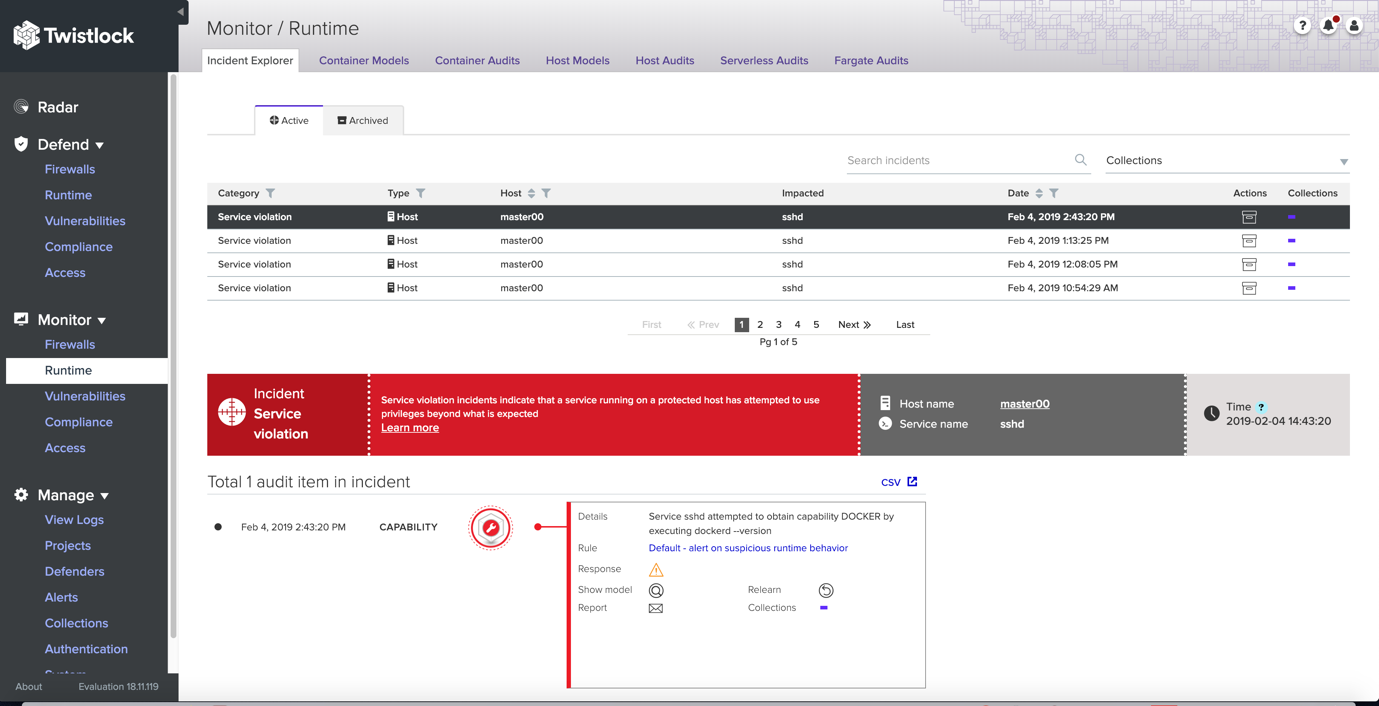 Twistlock
Monitor / Runtime
?
Incident Explorer
Container Models
Container Audits
Host Models
Host Audits
Serverless Audits
Fargate Audits
Radar
Defend
Firewalls
Runtime
Vulnerabilities
Compliance
Access
Monitor
Firewalls
Runtime
Vulnerabilities
Compliance
Access
Manage
View Logs
Projects
Defenders
Alerts
Collections
Authentication
About Evaluation 18.11.119
Active
Archived
Search incidents
Collections
Category Type Host Impacted Date Actions Collections
Service violation Host master00 sshd Feb 4, 2019 2:43:20 PM
Service violation Host master00 sshd Feb 4, 2019 1:13:25 PM
Service violation Host master00 sshd Feb 4, 2019 12:08:05 PM
Service violation Host master00 sshd Feb 4, 2019 10:54:29 AM
First « Prev 1 2 3 4 5 Next » Last
Pg 1 of 5
Incident
Service
violation
Service violation incidents indicate that a service running on a protected host has attempted to use
privileges beyond what is expected
Learn more
Host name master00
Service name sshd
Time ?
2019-02-04 14:43:20
Total 1 audit item in incident
CSV
Feb 4, 2019 2:43:20 PM CAPABILITY
Details Service sshd attempted to obtain capability DOCKER by
executing dockerd --version
Rule Default - alert on suspicious runtime behavior
Response
Show model Relearn
Report Collections